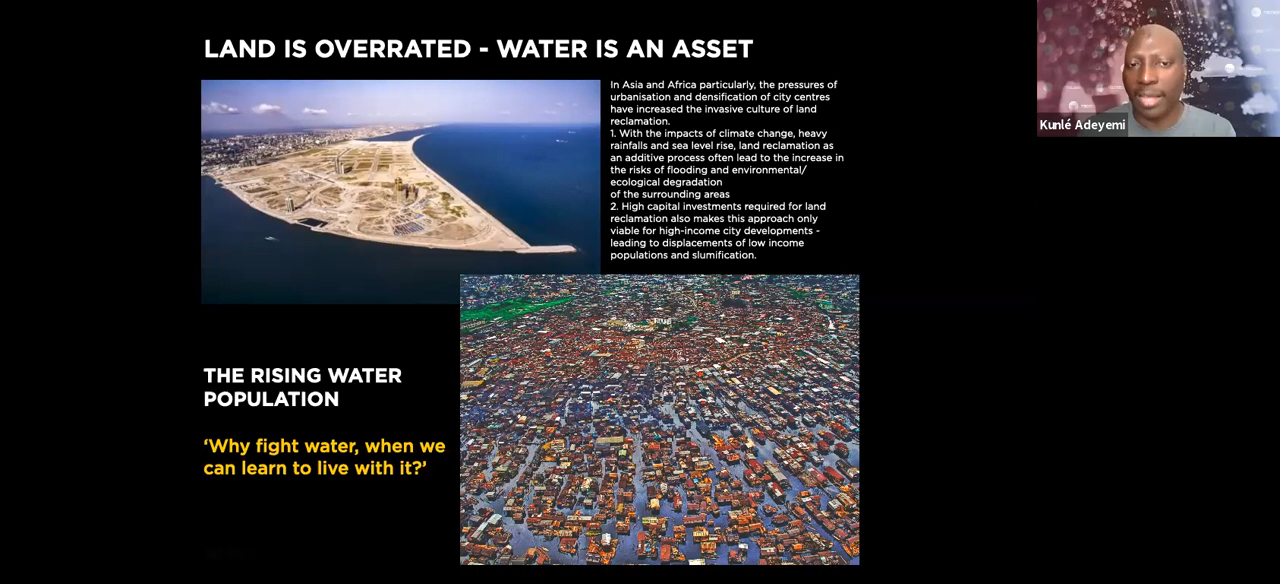 LAND IS OVERRATED - WATER IS AN ASSET
In Asia and Africa particularly, the pressures of
urbanisation and densification of city centres
have increased the invasive culture of land
reclamation.
1. With the impacts of climate change, heavy
rainfalls and sea level rise, land reclamation as
an additive process often lead to the increase in
the risks of flooding and environmental/
ecological degradation
of the surrounding areas
2. High capital investments required for land
reclamation also makes this approach only
viable for high-income city developments -
leading to displacements of low income
populations and slumification.
THE RISING WATER
POPULATION
‘Why fight water, when we
can learn to live with it?’
Kunlé Adeyemi